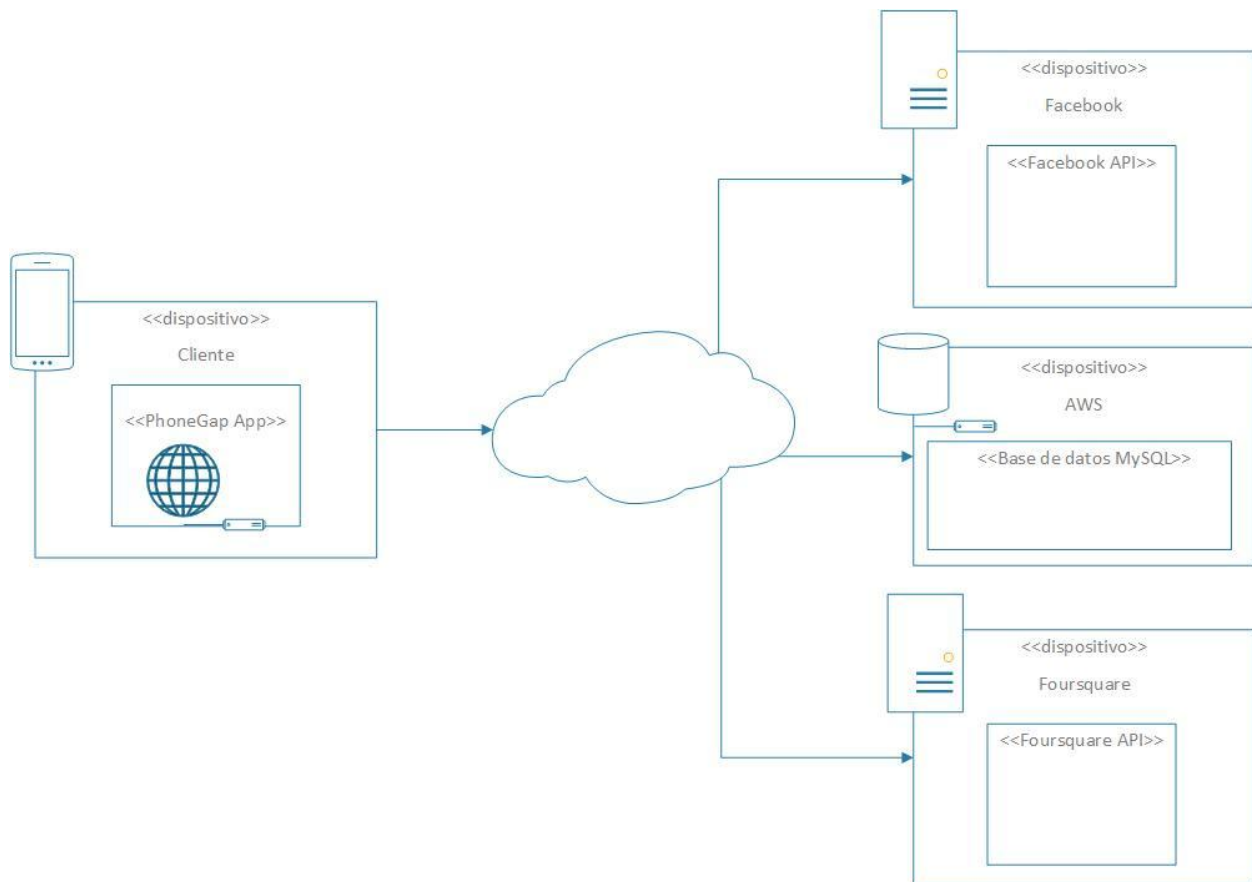 <<dispositivo>>
Cliente
<<PhoneGap App>>
<<dispositivo>>
Facebook
<<Facebook API>>
<<dispositivo>>
AWS
<<Base de datos MySQL>>
<<dispositivo>>
Foursquare
<<Foursquare API>>